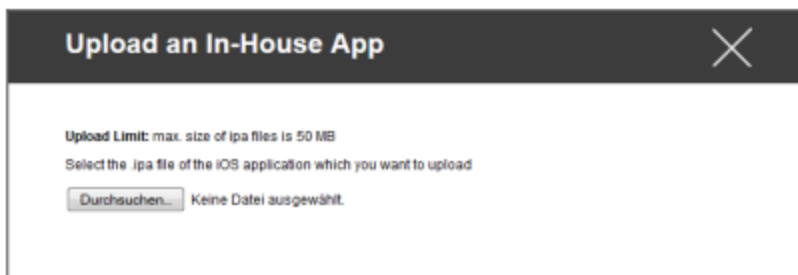 Upload an In-House App
Upload Limit: max. size of ipa files is 50 MB
Select the .ipa file of the iOS application which you want to upload
Durchsuchen... Keine Datei ausgewählt.